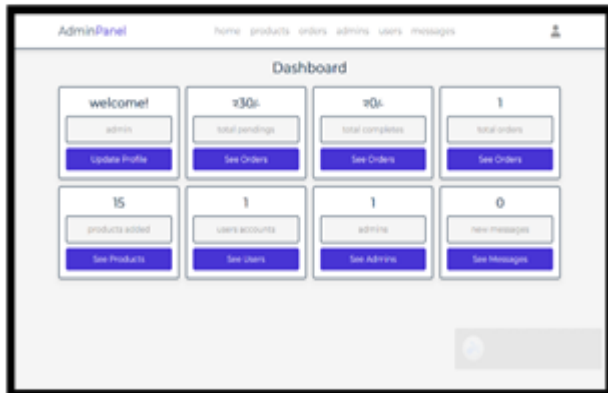 AdminPanel home products orders admins users messages
Dashboard
welcome! ₹30/- ₹0/- 1
admin total pendings total completes total orders
Update Profile See Orders See Orders See Orders
15 1 1 0
products added users accounts admins new messages
See Products See Users See Admins See Messages